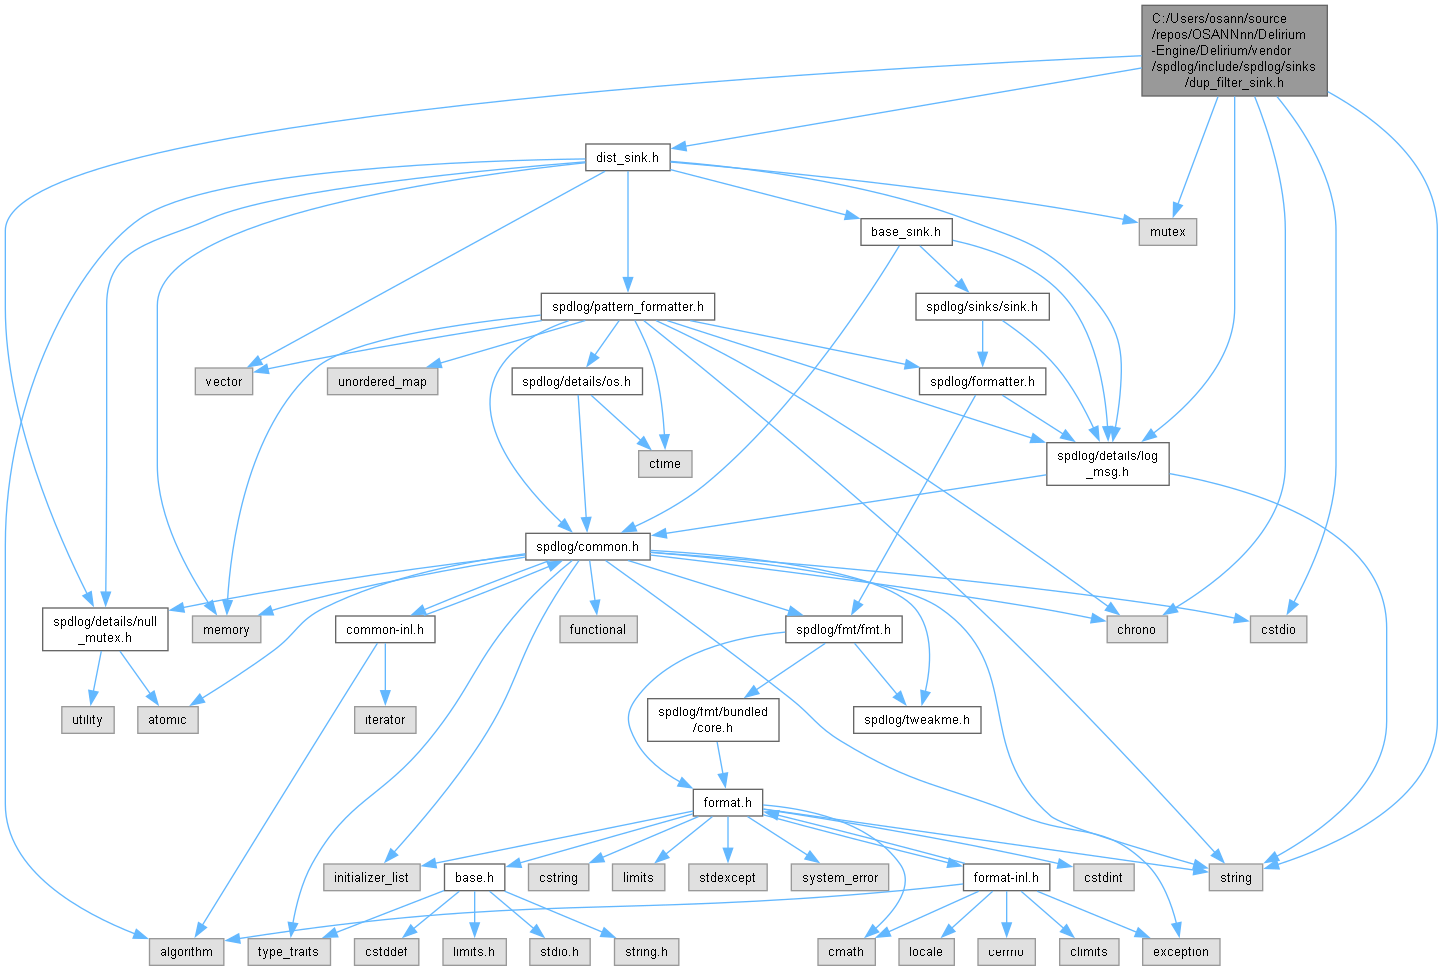 C:/Users/osann/source
/repos/OSANNnn/Delirium
-Engine/Delirium/vendor
/spdlog/include/spdlog/sinks
/dup_filter_sink.h
dist_sink.h
base_sink.h
mutex
spdlog/pattern_formatter.h
spdlog/sinks/sink.h
vector
unordered_map
spdlog/details/os.h
spdlog/formatter.h
ctime
spdlog/details/log
_msg.h
spdlog/common.h
spdlog/details/null
_mutex.h
memory
common-inl.h
functional
spdlog/fmt/fmt.h
chrono
cstdio
utility
atomic
iterator
spdlog/fmt/bundled
/core.h
spdlog/tweakme.h
format.h
initializer_list
base.h
cstring
limits
stdexcept
system_error
format-inl.h
cstdint
string
algorithm
type_traits
cstddef
limits.h
stdio.h
string.h
cmath
locale
cerrno
climits
exception